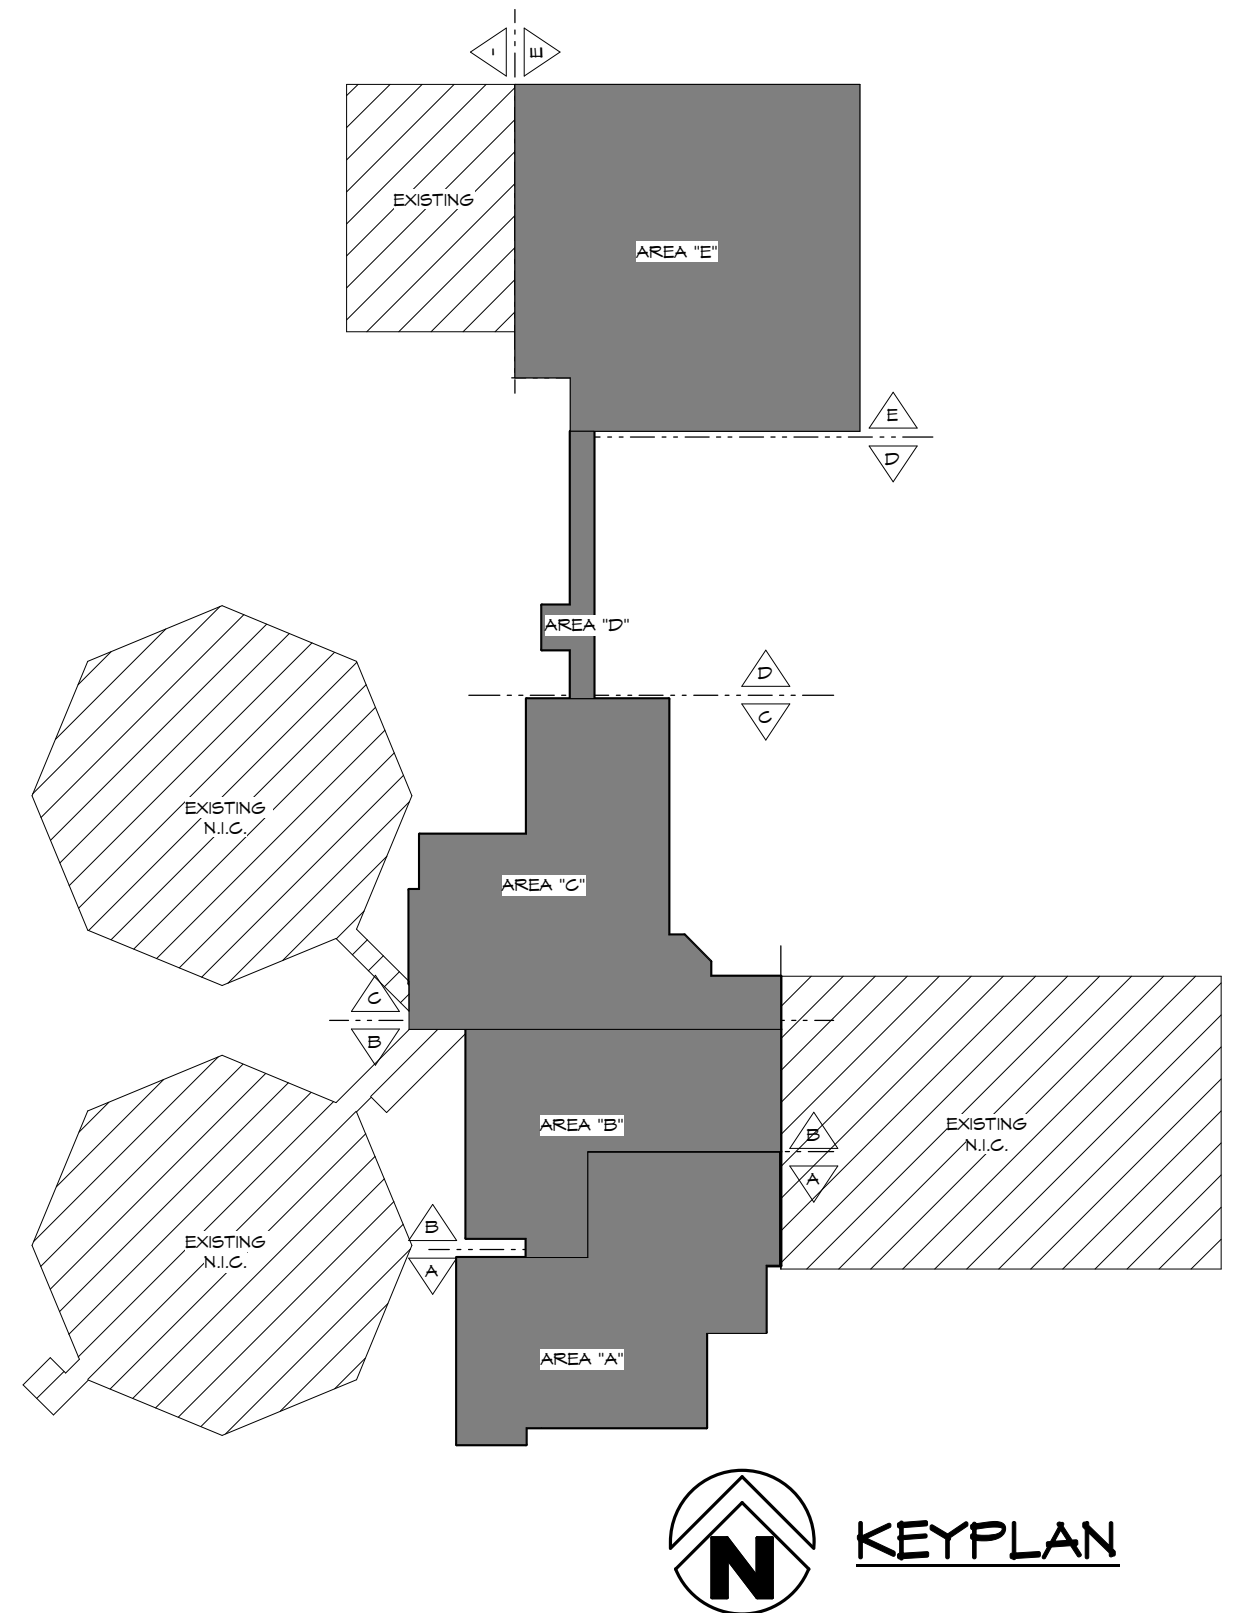 - E
EXISTING
AREA "E"
E
D
AREA "D"
D
C
EXISTING
N.I.C.
AREA "C"
C
B
AREA "B"
B
A
EXISTING
N.I.C.
B
A
EXISTING
N.I.C.
AREA "A"
N
KEYPLAN